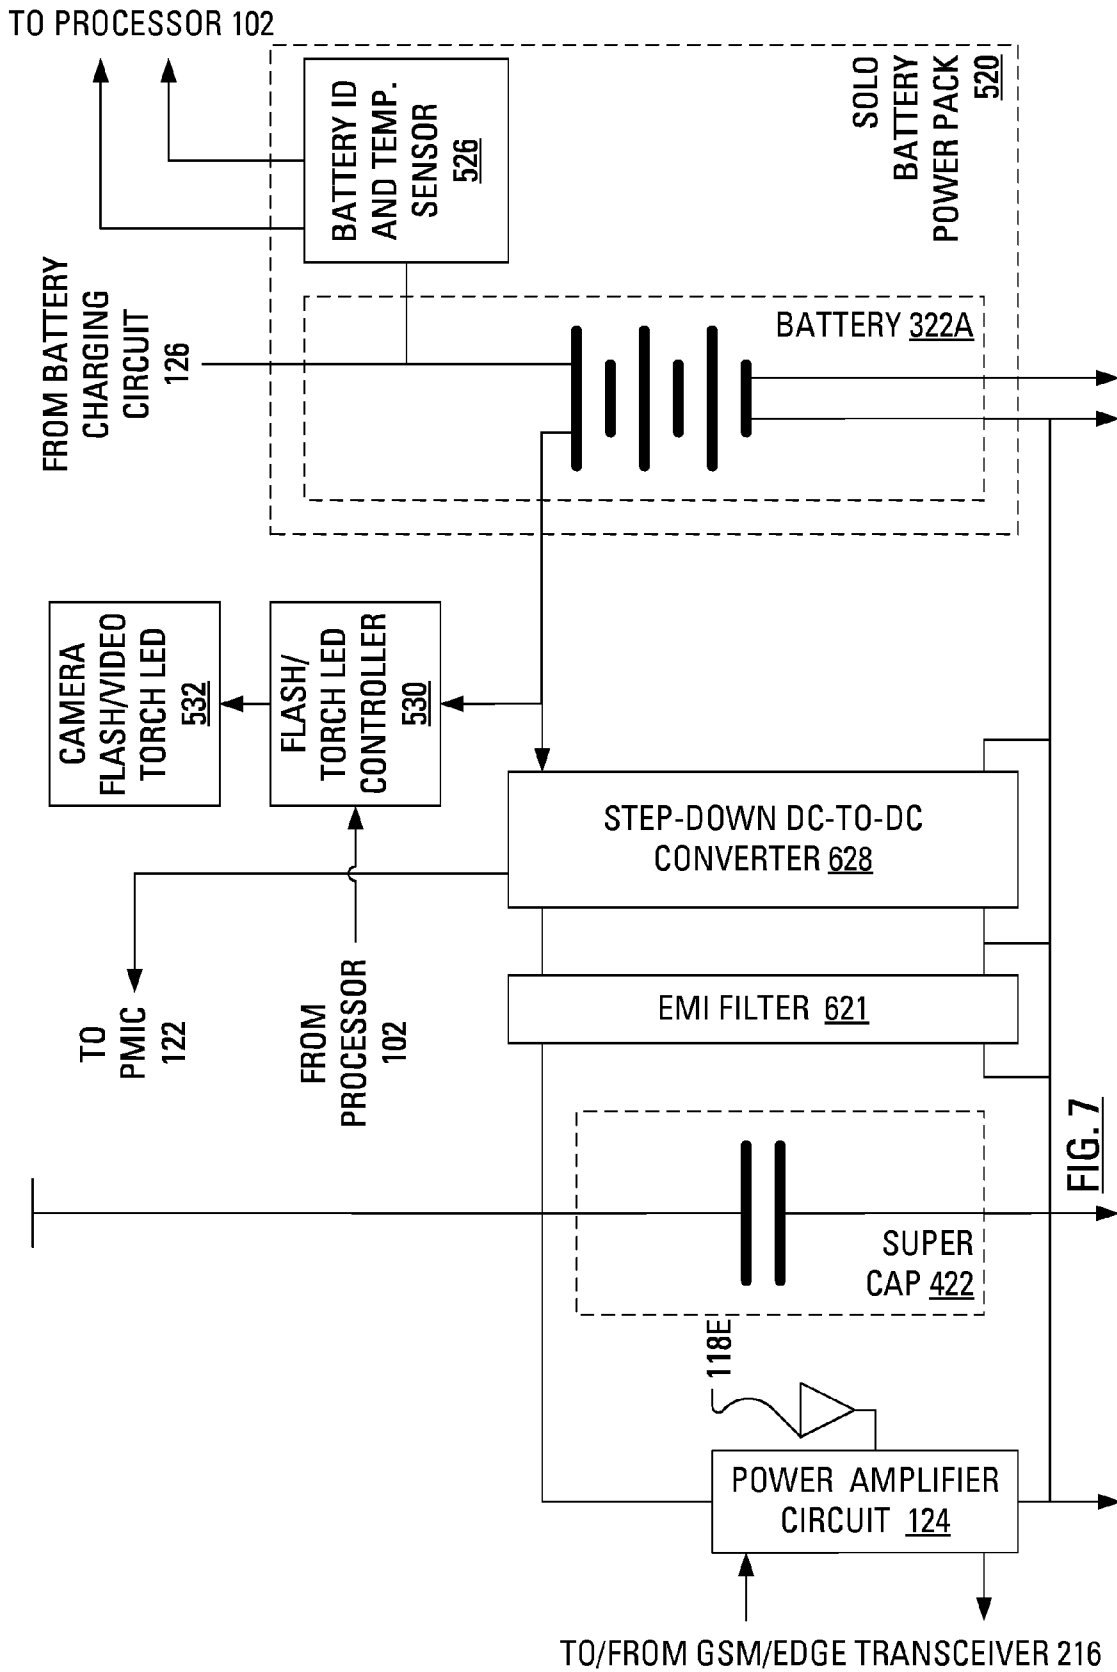 TO PROCESSOR 102
BATTERY ID
AND TEMP.
SENSOR
526
SOLO
BATTERY
POWER PACK
520
FROM BATTERY
CHARGING
CIRCUIT
126
BATTERY 322A
CAMERA
FLASH/VIDEO
TORCH LED
532
FLASH/
TORCH LED
CONTROLLER
530
STEP-DOWN DC-TO-DC
CONVERTER 628
TO
PMIC
122
FROM
PROCESSOR
102
EMI FILTER 621
SUPER
CAP 422
FIG. 7
118E
POWER AMPLIFIER
CIRCUIT 124
TO/FROM GSM/EDGE TRANSCEIVER 216